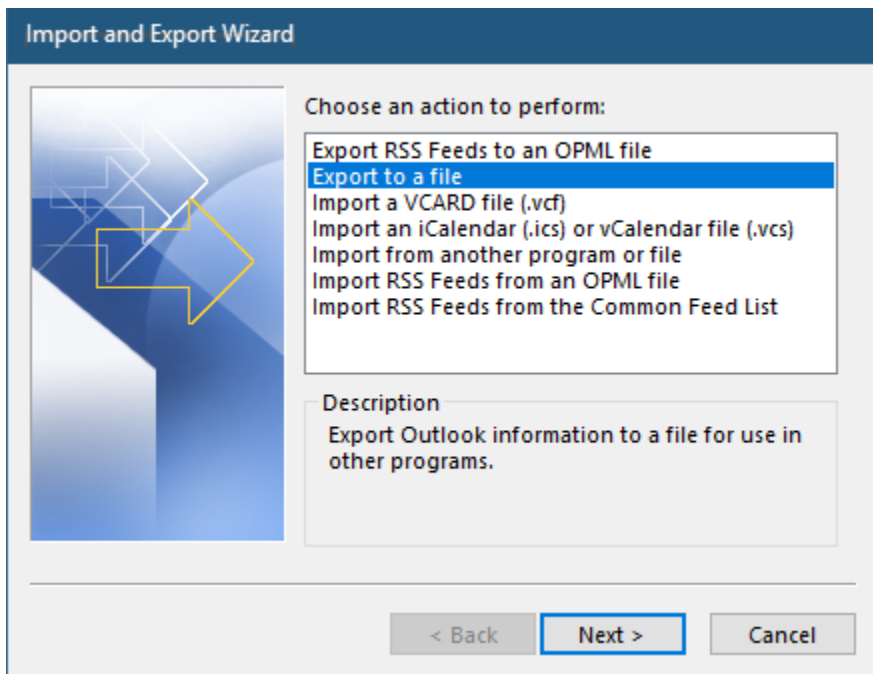 Import and Export Wizard
Choose an action to perform:
Export RSS Feeds to an OPML file
Export to a file
Import a VCARD file (.vcf)
Import an iCalendar (.ics) or vCalendar file (.vcs)
Import from another program or file
Import RSS Feeds from an OPML file
Import RSS Feeds from the Common Feed List
Description
Export Outlook information to a file for use in
other programs.
< Back
Next >
Cancel